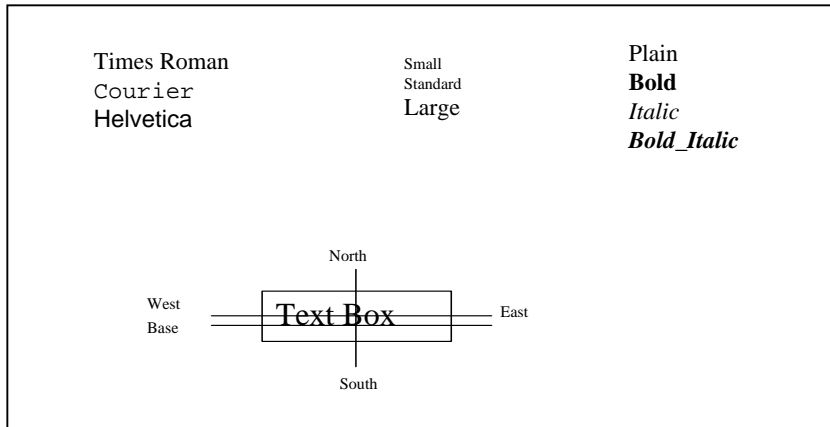 Times Roman
Courier
Helvetica
Small
Standard
Large
Plain
Bold
Italic
Bold_Italic
North
West
Base
Text Box
East
South